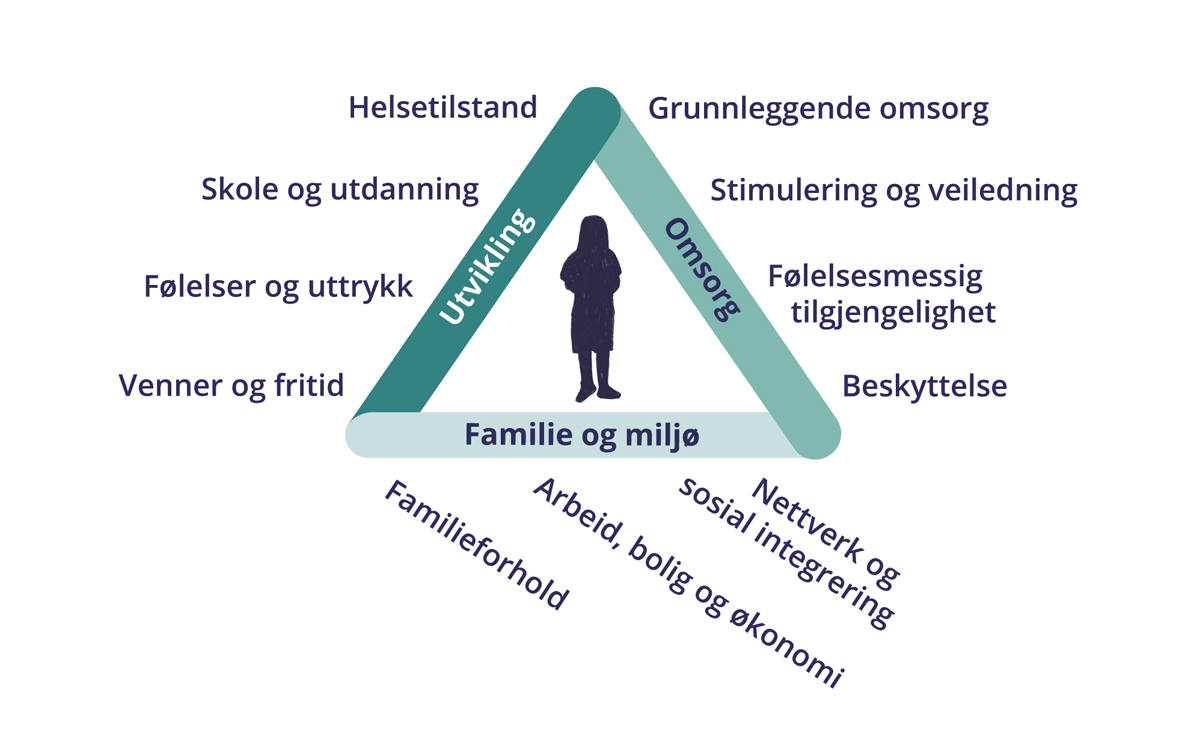 Helsetilstand
Skole og utdanning
Følelser og uttrykk
Venner og fritid
Utvikling
Omsorg
Grunnleggende omsorg
Stimulering og veiledning
Følelsesmessig
tilgjengelighet
Beskyttelse
Familie og miljø
Familieforhold
Arbeid, bolig og økonomi
Nettverk og
sosial integrering